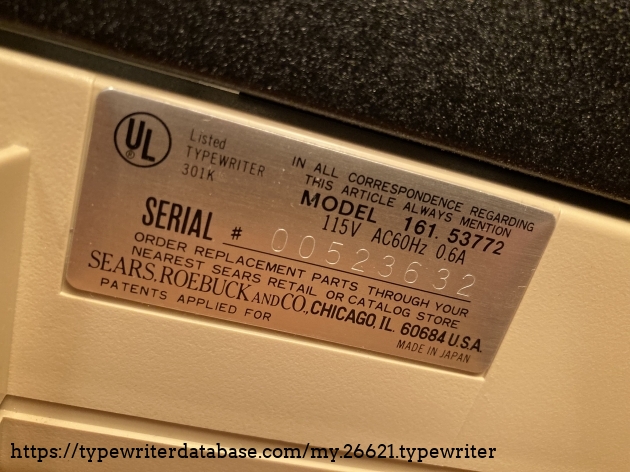 UL
®
Listed
TYPEWRITER
301K
IN ALL CORRESPONDENCE REGARDING
THIS ARTICLE ALWAYS MENTION
MODEL 161.53772
115V AC60Hz 0.6A
SERIAL # 00523632
ORDER REPLACEMENT PARTS THROUGH YOUR
NEAREST SEARS RETAIL OR CATALOG STORE
SEARS, ROEBUCK AND CO., CHICAGO, IL. 60684 U.S.A.
PATENTS APPLIED FOR
MADE IN JAPAN
https://typewriterdatabase.com/my.26621.typewriter